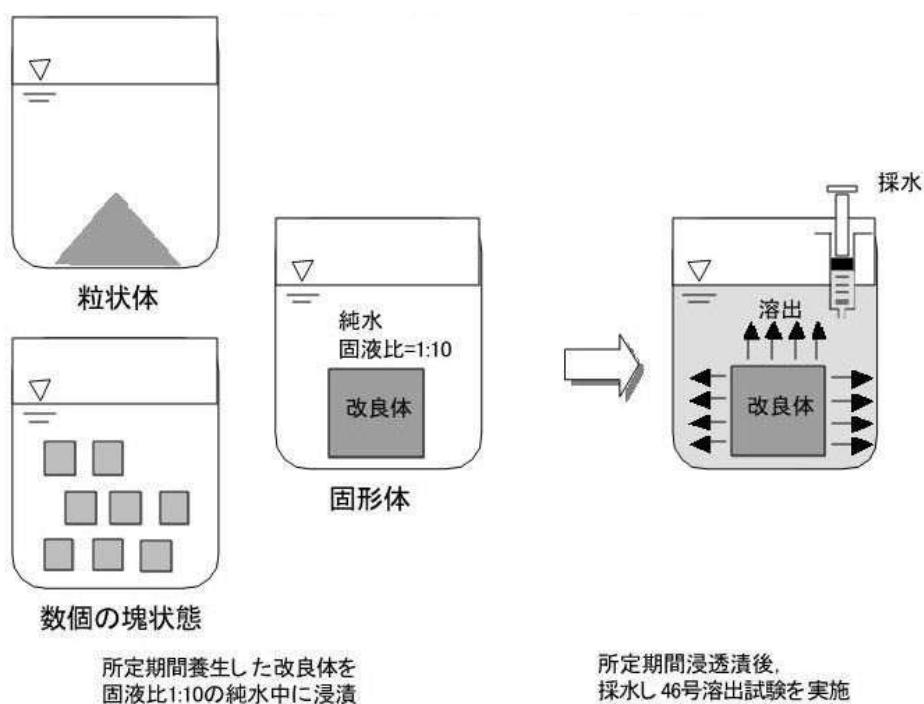 粒状体
数個の塊状態
純水
固液比=1:10
改良体
固形体
採水
溶出
改良体
所定期間養生した改良体を
固液比1:10の純水中に浸漬
所定期間浸透漬後,
採水し46号溶出試験を実施